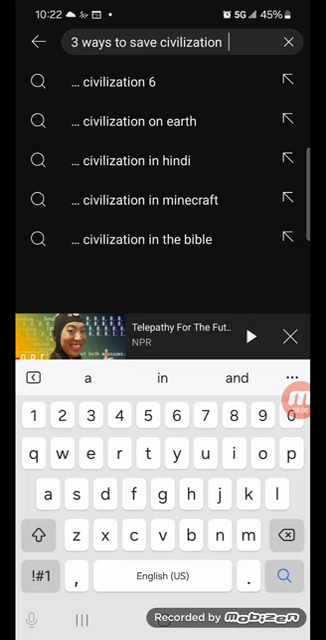 10:22 5G 45%
3 ways to save civilization
... civilization 6
... civilization on earth
... civilization in hindi
... civilization in minecraft
... civilization in the bible
Telepathy For The Fut..
NPR
a in and ...
1 2 3 4 5 6 7 8 9 0
q w e r t y u i o p
a s d f g h j k l
z x c v b n m
!#1 , English (US) .
Recorded by mobizen